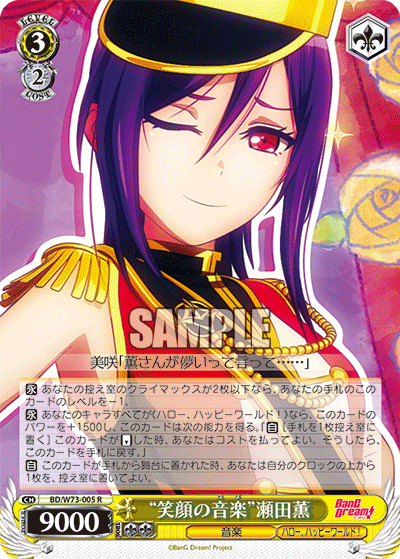 LEVEL
3
2
COST
SAMPLE
美咲「薫さんが儚いって言って……」
永 あなたの控え室のクライマックスが2枚以下なら、あなたの手札のこの
カードのレベルを－1。
永 あなたのキャラすべてが《ハロー、ハッピーワールド！》なら、このカードの
パワーを＋1500し、このカードは次の能力を得る。『自［手札を1枚控え室
に置く］このカードが した時、あなたはコストを払ってよい。そうしたら、
このカードを手札に戻す。』
自 このカードが手札から舞台に置かれた時、あなたは自分のクロックの上から
1枚を、控え室に置いてよい。
CH BD/W73-005 R
9000
“笑顔の音楽”瀬田薫
BanG Dream!
音楽
ハロー、ハッピーワールド！
©BanG Dream! Project